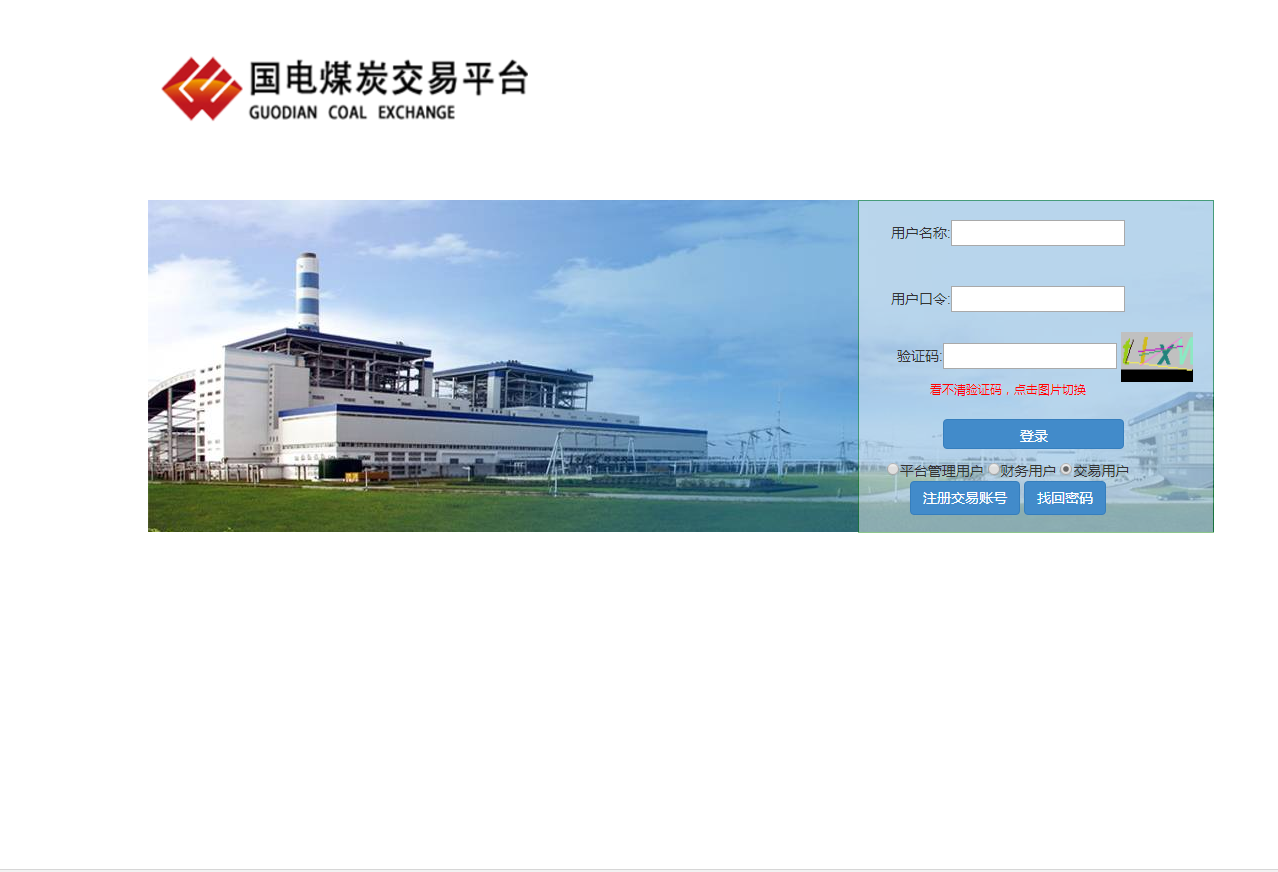 国电煤炭交易平台
GUODIAN COAL EXCHANGE
用户名称:
用户口令:
验证码:
看不清验证码，点击图片切换
登录
平台管理用户 财务用户 交易用户
注册交易账号 找回密码